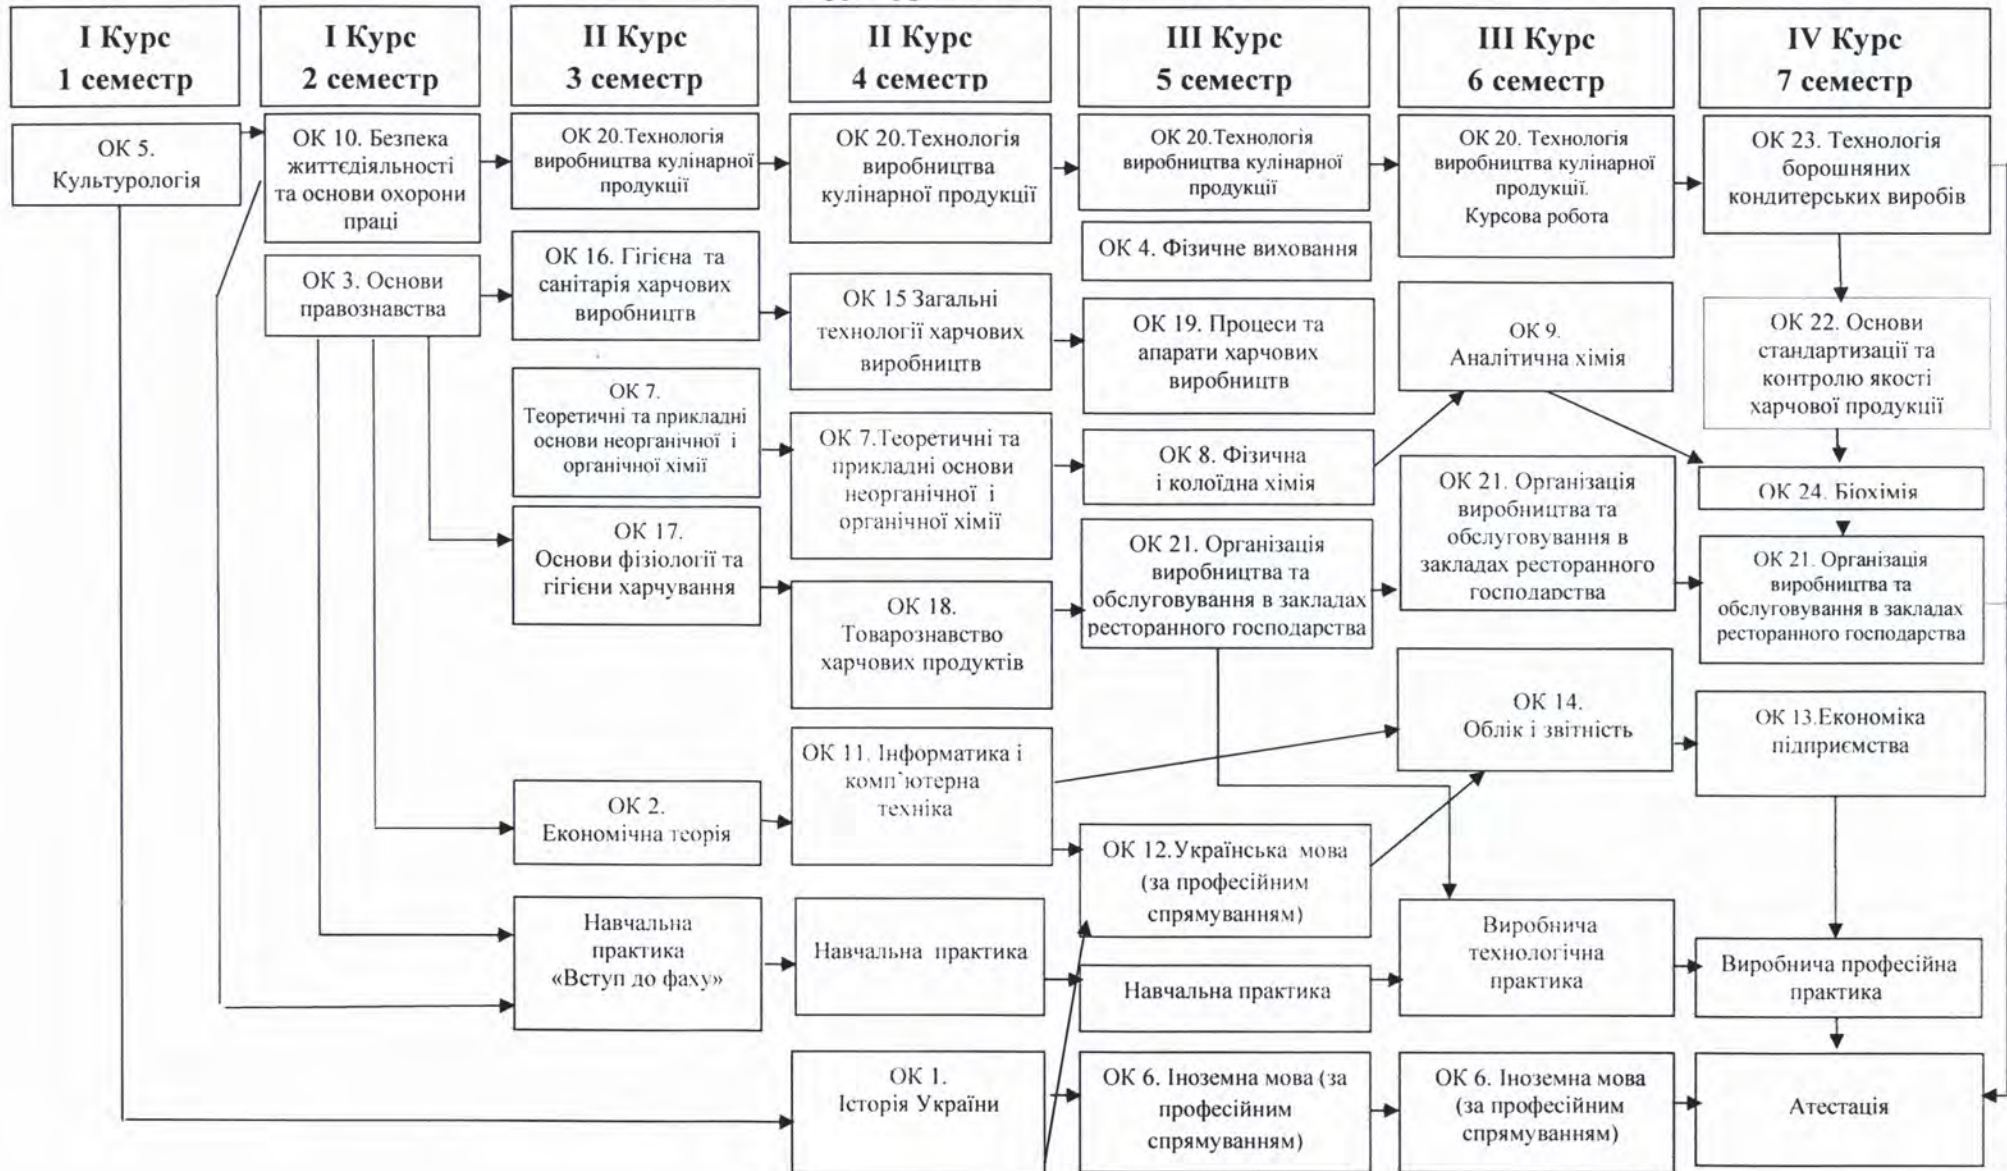 І Курс
1 семестр
І Курс
2 семестр
ІІ Курс
3 семестр
ІІ Курс
4 семестр
ІІІ Курс
5 семестр
ІІІ Курс
6 семестр
ІV Курс
7 семестр
ОК 5.
Культурологія
ОК 10. Безпека
життєдіяльності
та основи охорони
праці
ОК 3. Основи
правознавства
ОК 20.Технологія
виробництва кулінарної
продукції
ОК 16. Гігієна та
санітарія харчових
виробництв
ОК 7.
Теоретичні та прикладні
основи неорганічної і
органічної хімії
ОК 17.
Основи фізіології та
гігієни харчування
ОК 2.
Економічна теорія
Навчальна
практика
«Вступ до фаху»
ОК 20.Технологія
виробництва
кулінарної продукції
ОК 15 Загальні
технології харчових
виробництв
ОК 7.Теоретичні та
прикладні основи
неорганічної і
органічної хімії
ОК 18.
Товарознавство
харчових продуктів
ОК 11. Інформатика і
комп`ютерна
техніка
Навчальна практика
ОК 1.
Історія України
ОК 20.Технологія
виробництва кулінарної
продукції
ОК 4. Фізичне виховання
ОК 19. Процеси та
апарати харчових
виробництв
ОК 8. Фізична
і колоїдна хімія
ОК 21. Організація
виробництва та
обслуговування в закладах
ресторанного господарства
ОК 12.Українська мова
(за професійним
спрямуванням)
Навчальна практика
ОК 6. Іноземна мова (за
професійним
спрямуванням)
ОК 20. Технологія
виробництва кулінарної
продукції.
Курсова робота
ОК 9.
Аналітична хімія
ОК 21. Організація
виробництва та
обслуговування в
закладах ресторанного
господарства
ОК 14.
Облік і звітність
Виробнича
технологічна
практика
ОК 6. Іноземна мова
(за професійним
спрямуванням)
ОК 23. Технологія
борошняних
кондитерських виробів
ОК 22. Основи
стандартизації та
контролю якості
харчової продукції
ОК 24. Біохімія
ОК 21. Організація
виробництва та
обслуговування в закладах
ресторанного господарства
ОК 13.Економіка
підприємства
Виробнича професійна
практика
Атестація